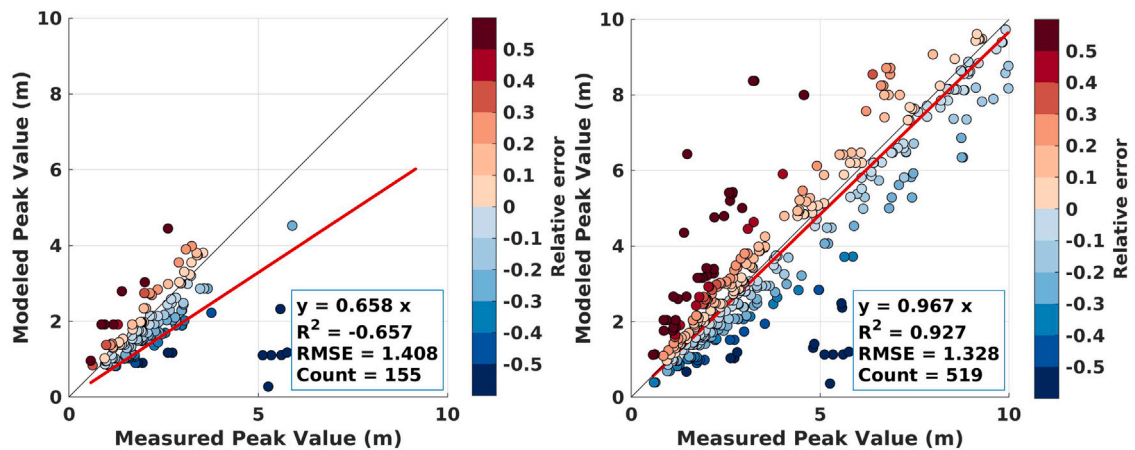 10
8
6
4
2
0
0
5
10
Modeled Peak Value (m)
Measured Peak Value (m)
y = 0.658 x
R² = -0.657
RMSE = 1.408
Count = 155
0.5
0.4
0.3
0.2
0.1
0
-0.1
-0.2
-0.3
-0.4
-0.5
Relative error
10
8
6
4
2
0
0
5
10
Modeled Peak Value (m)
Measured Peak Value (m)
y = 0.967 x
R² = 0.927
RMSE = 1.328
Count = 519
0.5
0.4
0.3
0.2
0.1
0
-0.1
-0.2
-0.3
-0.4
-0.5
Relative error